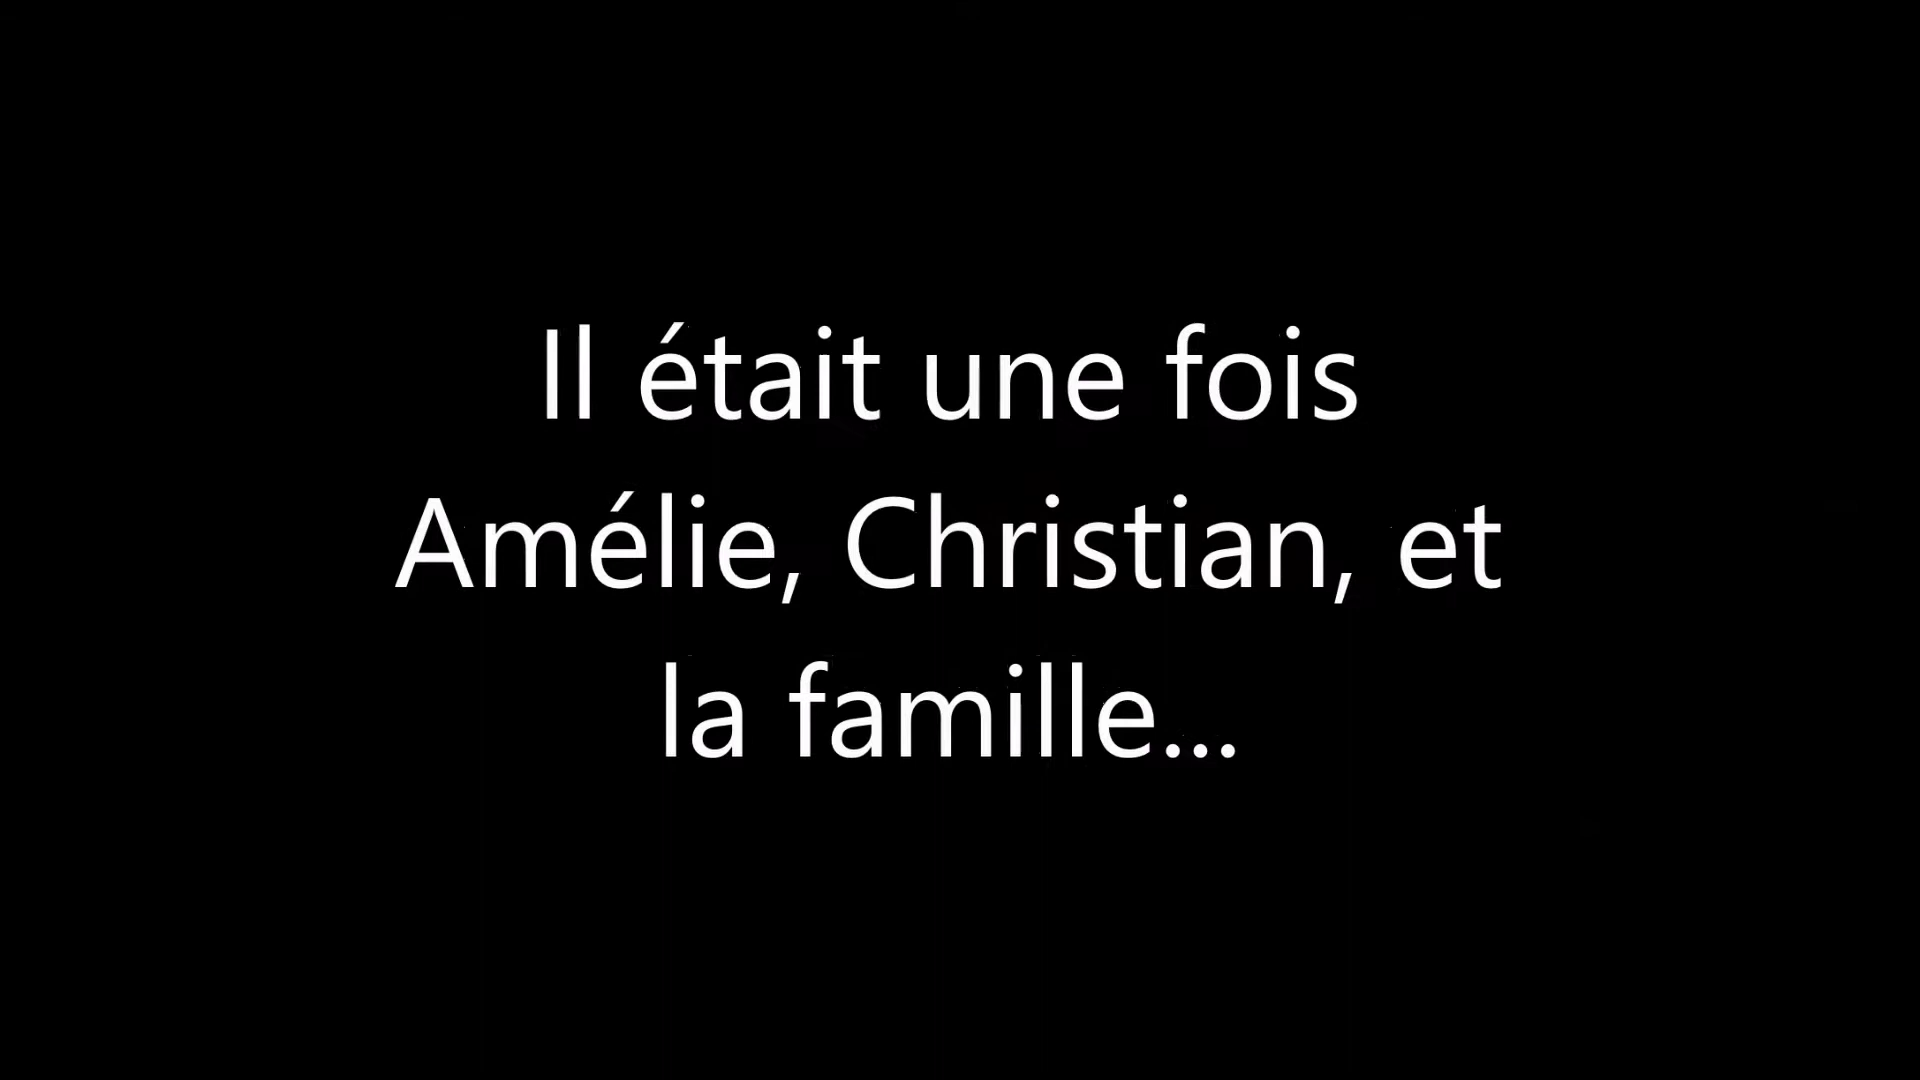 Il était une fois
Amélie, Christian, et
la famille...